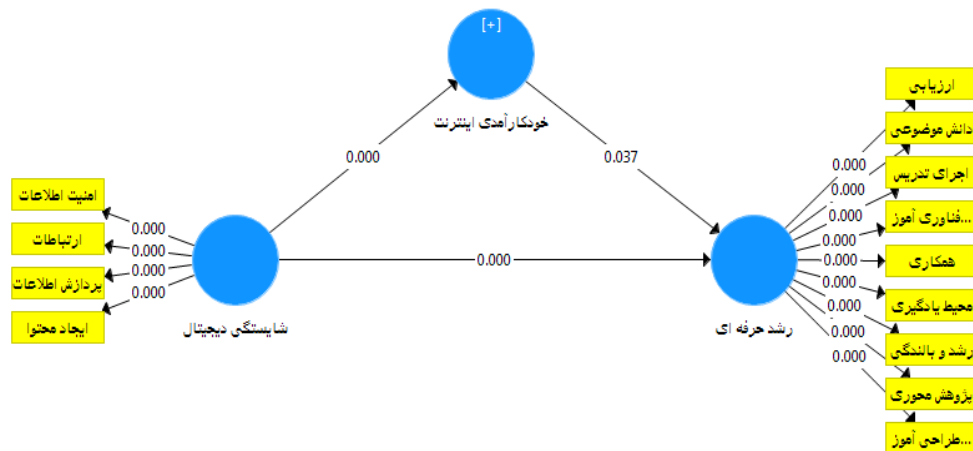 [+]
خودکارآمدی اینترنت
0.000
0.037
امنیت اطلاعات
ارتباطات
پردازش اطلاعات
ایجاد محتوا
0.000
0.000
0.000
0.000
شایستگی دیجیتال
0.000
رشد حرفه ای
0.000
0.000
0.000
0.000
0.000
0.000
0.000
0.000
0.000
ارزیابی
دانش موضوعی
اجرای تدریس
فناوری آموز...
همکاری
محیط یادگیری
رشد و بالندگی
پژوهش محوری
طراحی آموز...